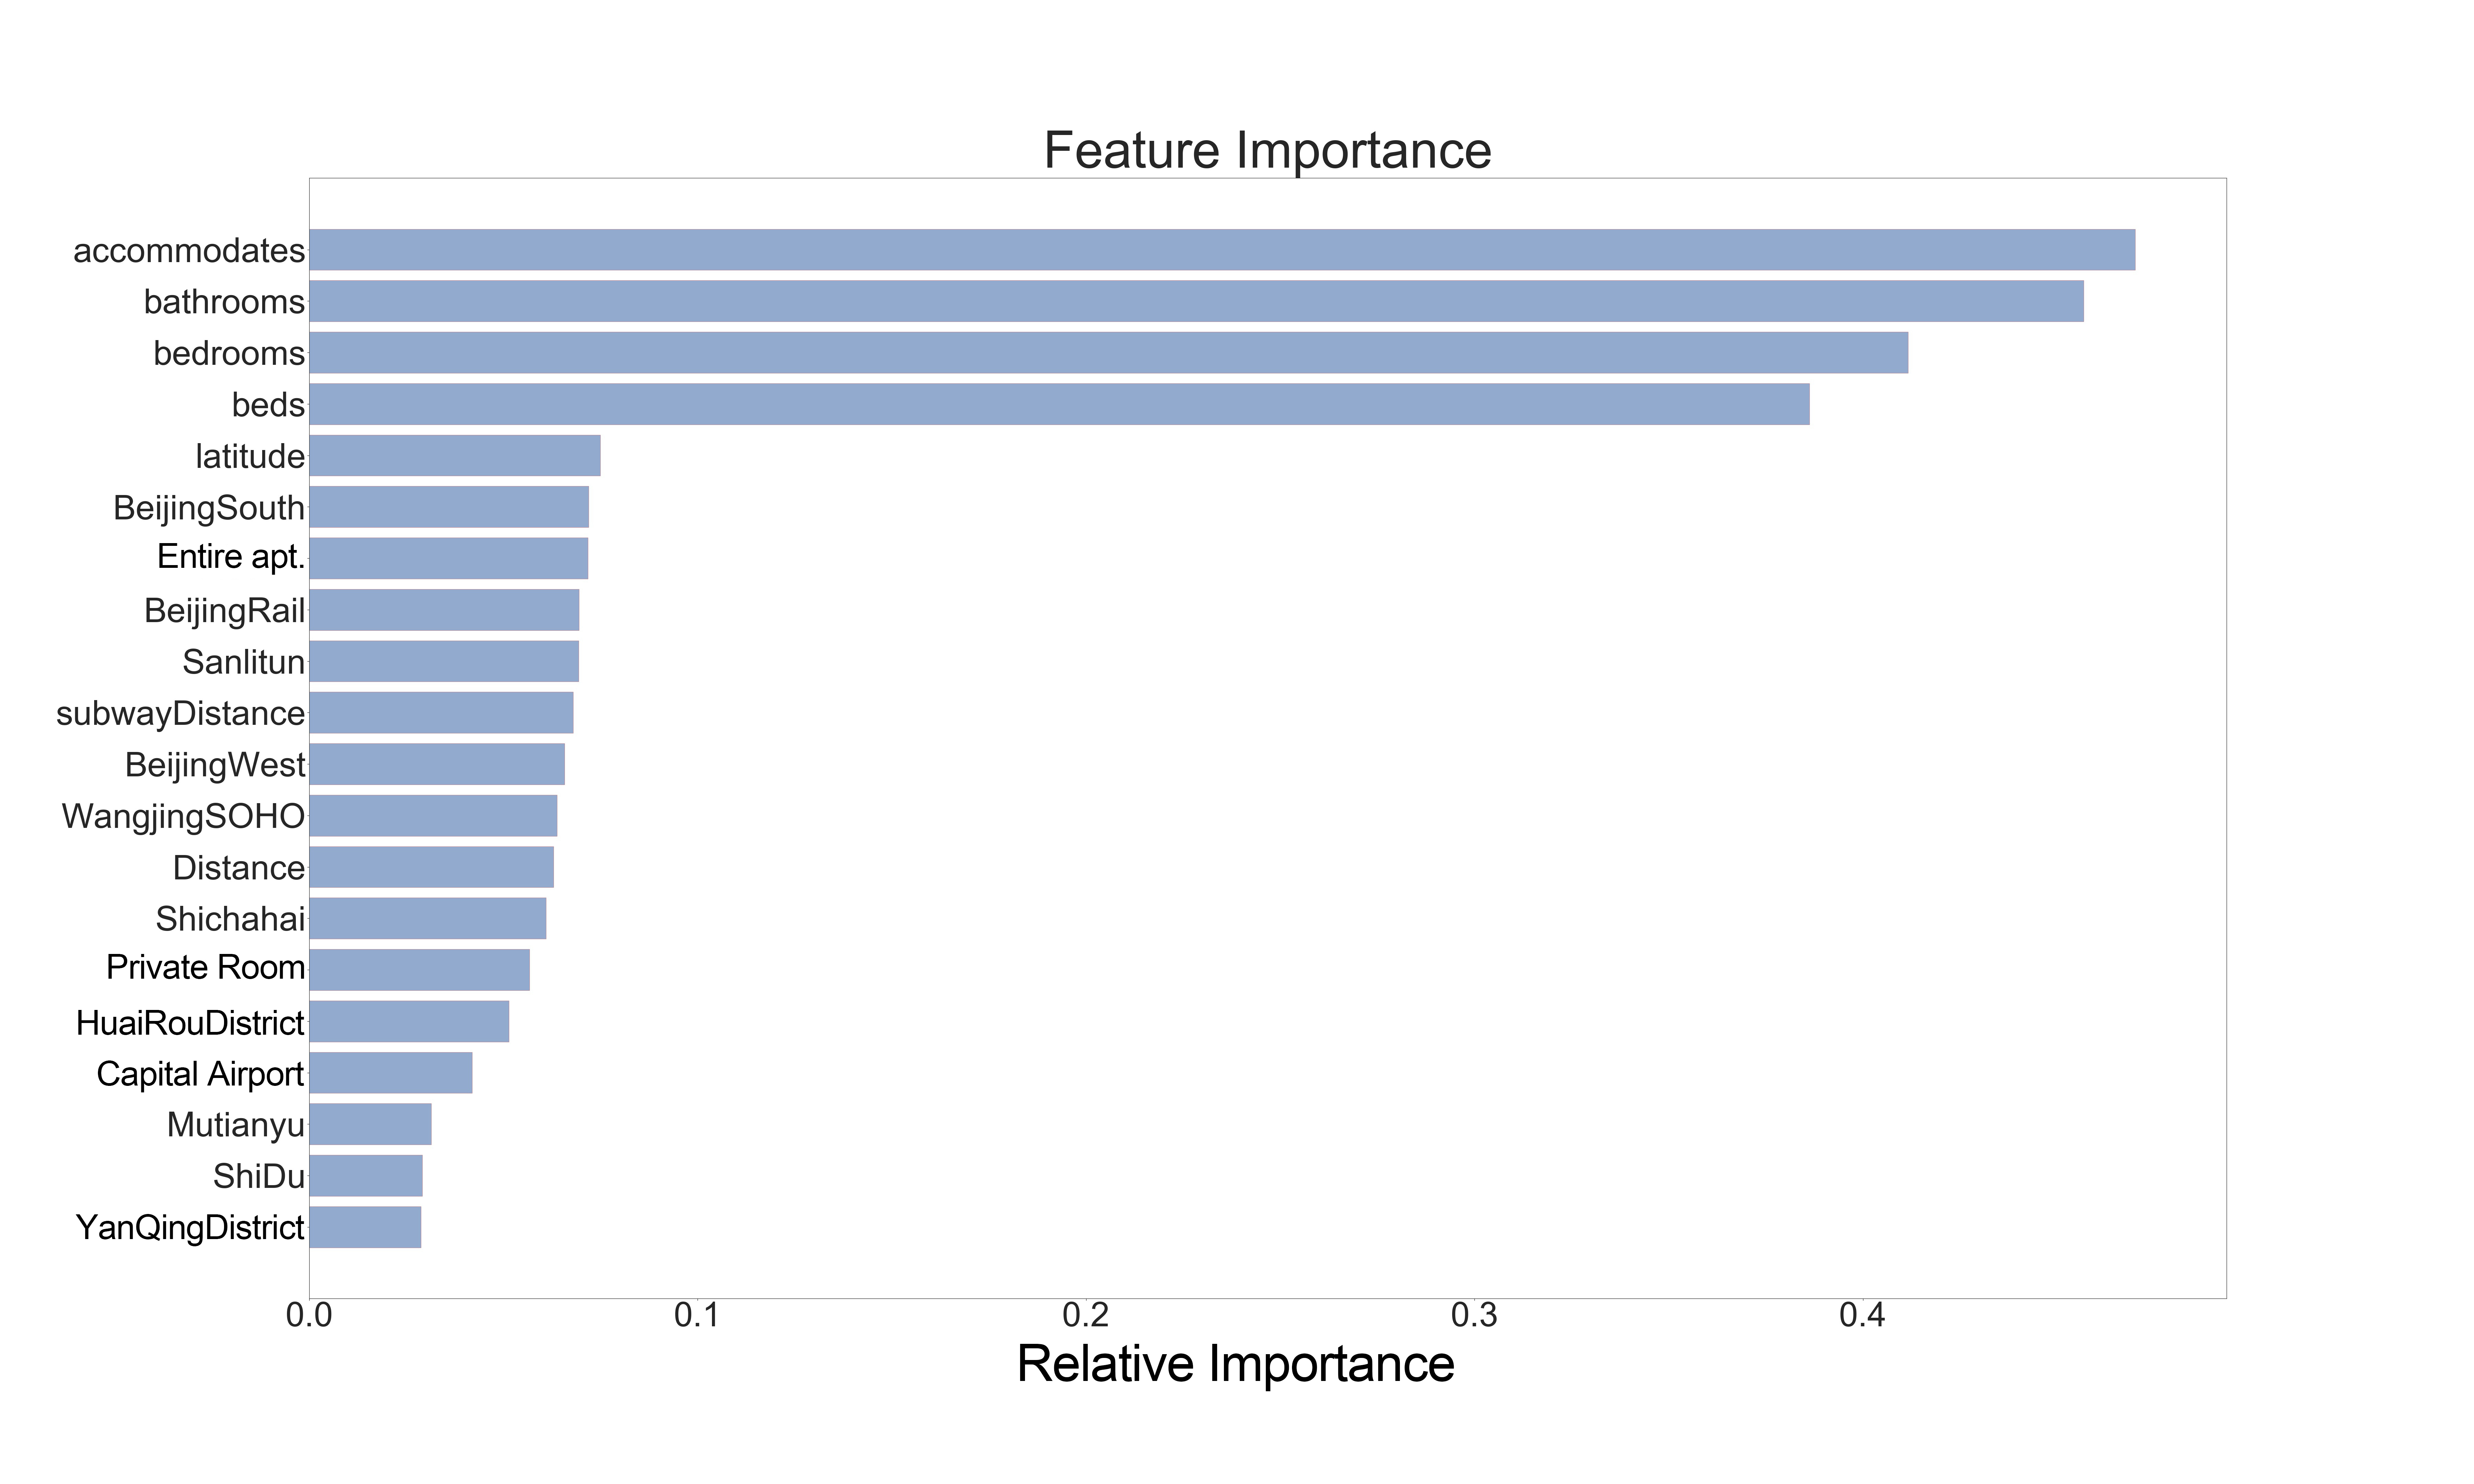 Feature Importance
accommodates
bathrooms
bedrooms
beds
latitude
BeijingSouth
Entire apt.
BeijingRail
Sanlitun
subwayDistance
BeijingWest
WangjingSOHO
Distance
Shichahai
Private Room
HuaiRouDistrict
Capital Airport
Mutianyu
ShiDu
YanQingDistrict
0.0 0.1 0.2 0.3 0.4
Relative Importance